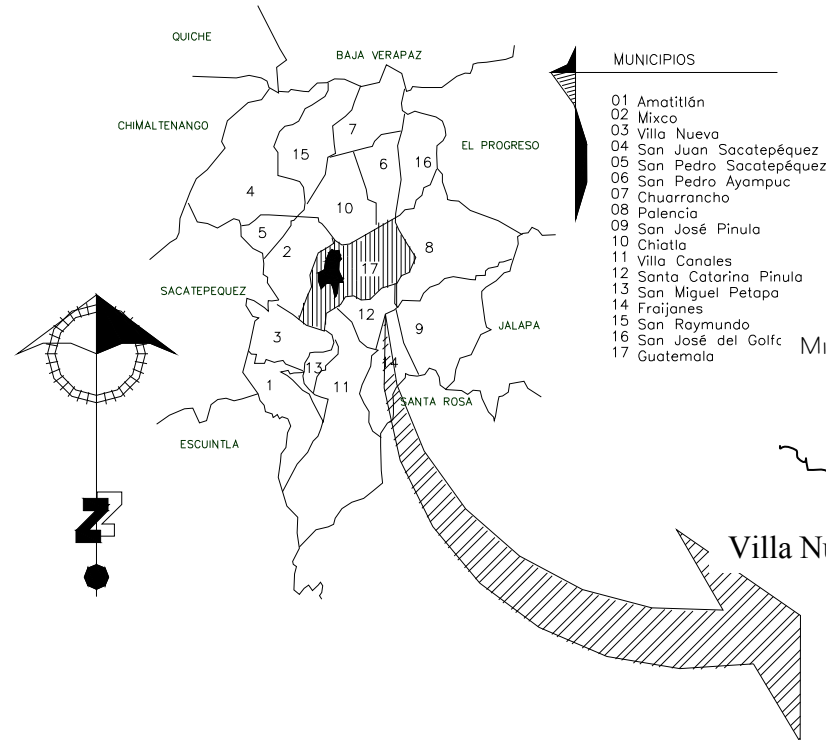 QUICHE
BAJA VERAPAZ
CHIMALTENANGO
EL PROGRESO
7
15
6
16
4
10
5
2
17
8
SACATEPEQUEZ
12
3
9
JALAPA
13
14
1
11
SANTA ROSA
ESCUINTLA
MUNICIPIOS
01 Amatitlán
02 Mixco
03 Villa Nueva
04 San Juan Sacatepéquez
05 San Pedro Sacatepéquez
06 San Pedro Ayampuc
07 Chuarrancho
08 Palencia
09 San José Pinula
10 Chiatla
11 Villa Canales
12 Santa Catarina Pinula
13 San Miguel Petapa
14 Fraijanes
15 San Raymundo
16 San José del Golfo
17 Guatemala
Villa